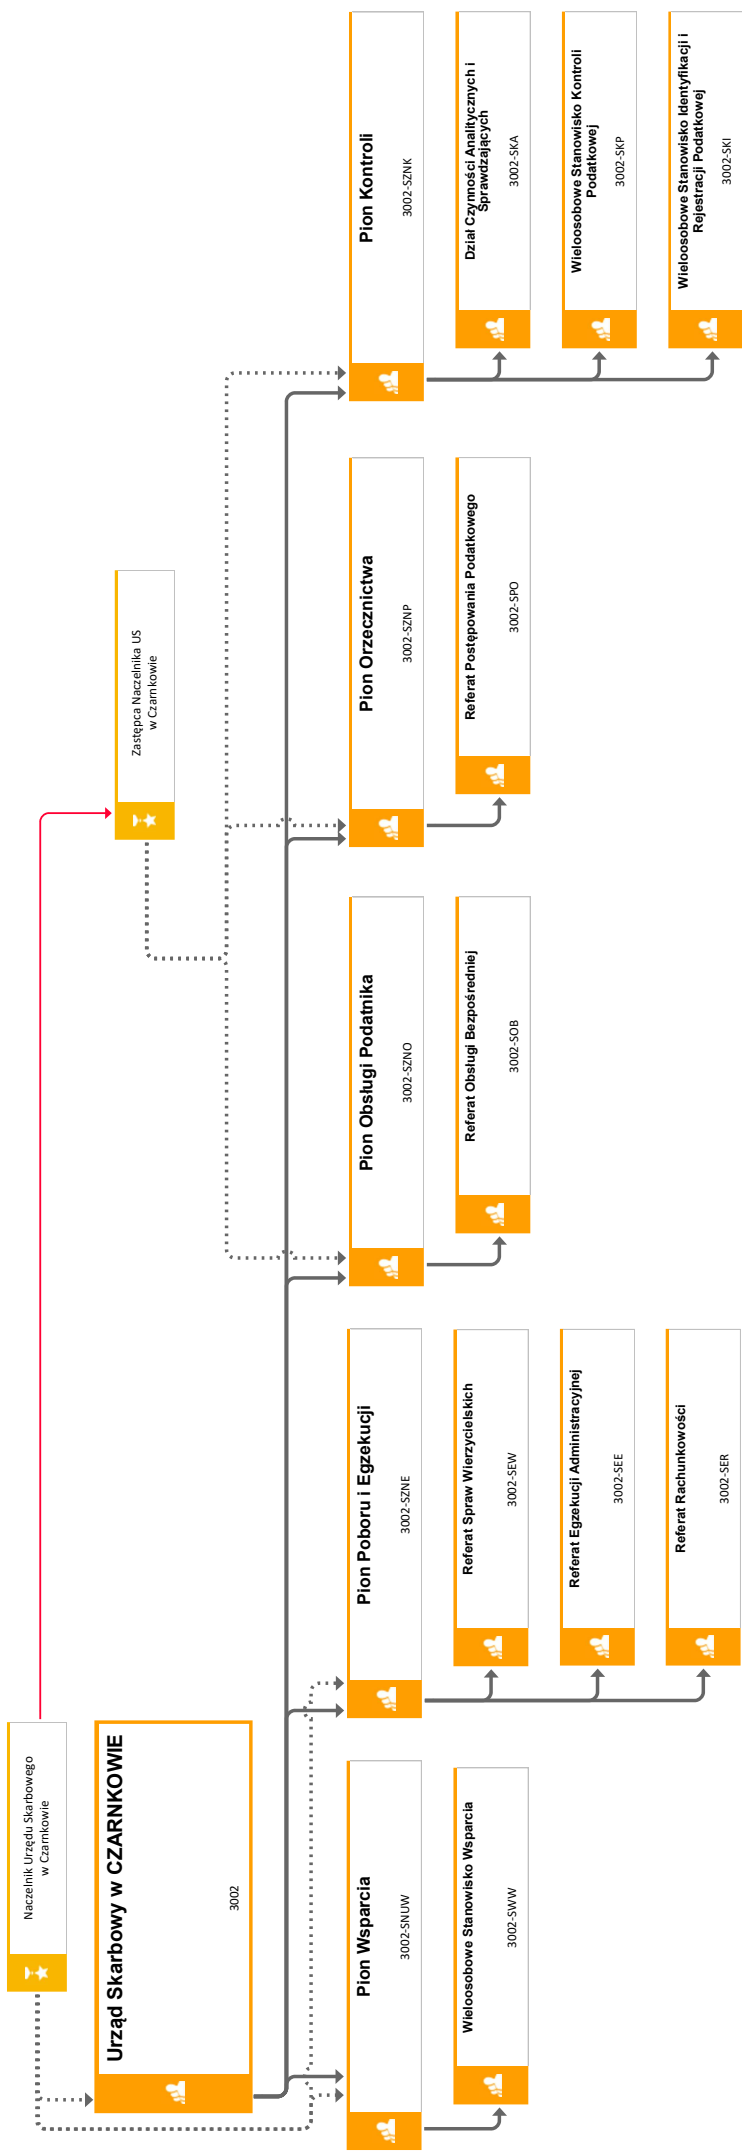 Naczelnik Urzędu Skarbowego
w Czarnkowie
Zastępca Naczelnika US
w Czarnkowie
Urząd Skarbowy w CZARNKOWIE
3002
Pion Wsparcia
3002-SNUW
Wieloosobowe Stanowisko Wsparcia
3002-SWW
Pion Poboru i Egzekucji
3002-SZNE
Referat Spraw Wierzycielskich
3002-SEW
Referat Egzekucji Administracyjnej
3002-SEE
Referat Rachunkowości
3002-SER
Pion Obsługi Podatnika
3002-SZNO
Referat Obsługi Bezpośredniej
3002-SOB
Pion Orzecznictwa
3002-SZNP
Referat Postępowania Podatkowego
3002-SPO
Pion Kontroli
3002-SZNK
Dział Czynności Analitycznych i
Sprawdzających
3002-SKA
Wieloosobowe Stanowisko Kontroli
Podatkowej
3002-SKP
Wieloosobowe Stanowisko Identyfikacji i
Rejestracji Podatkowej
3002-SKI